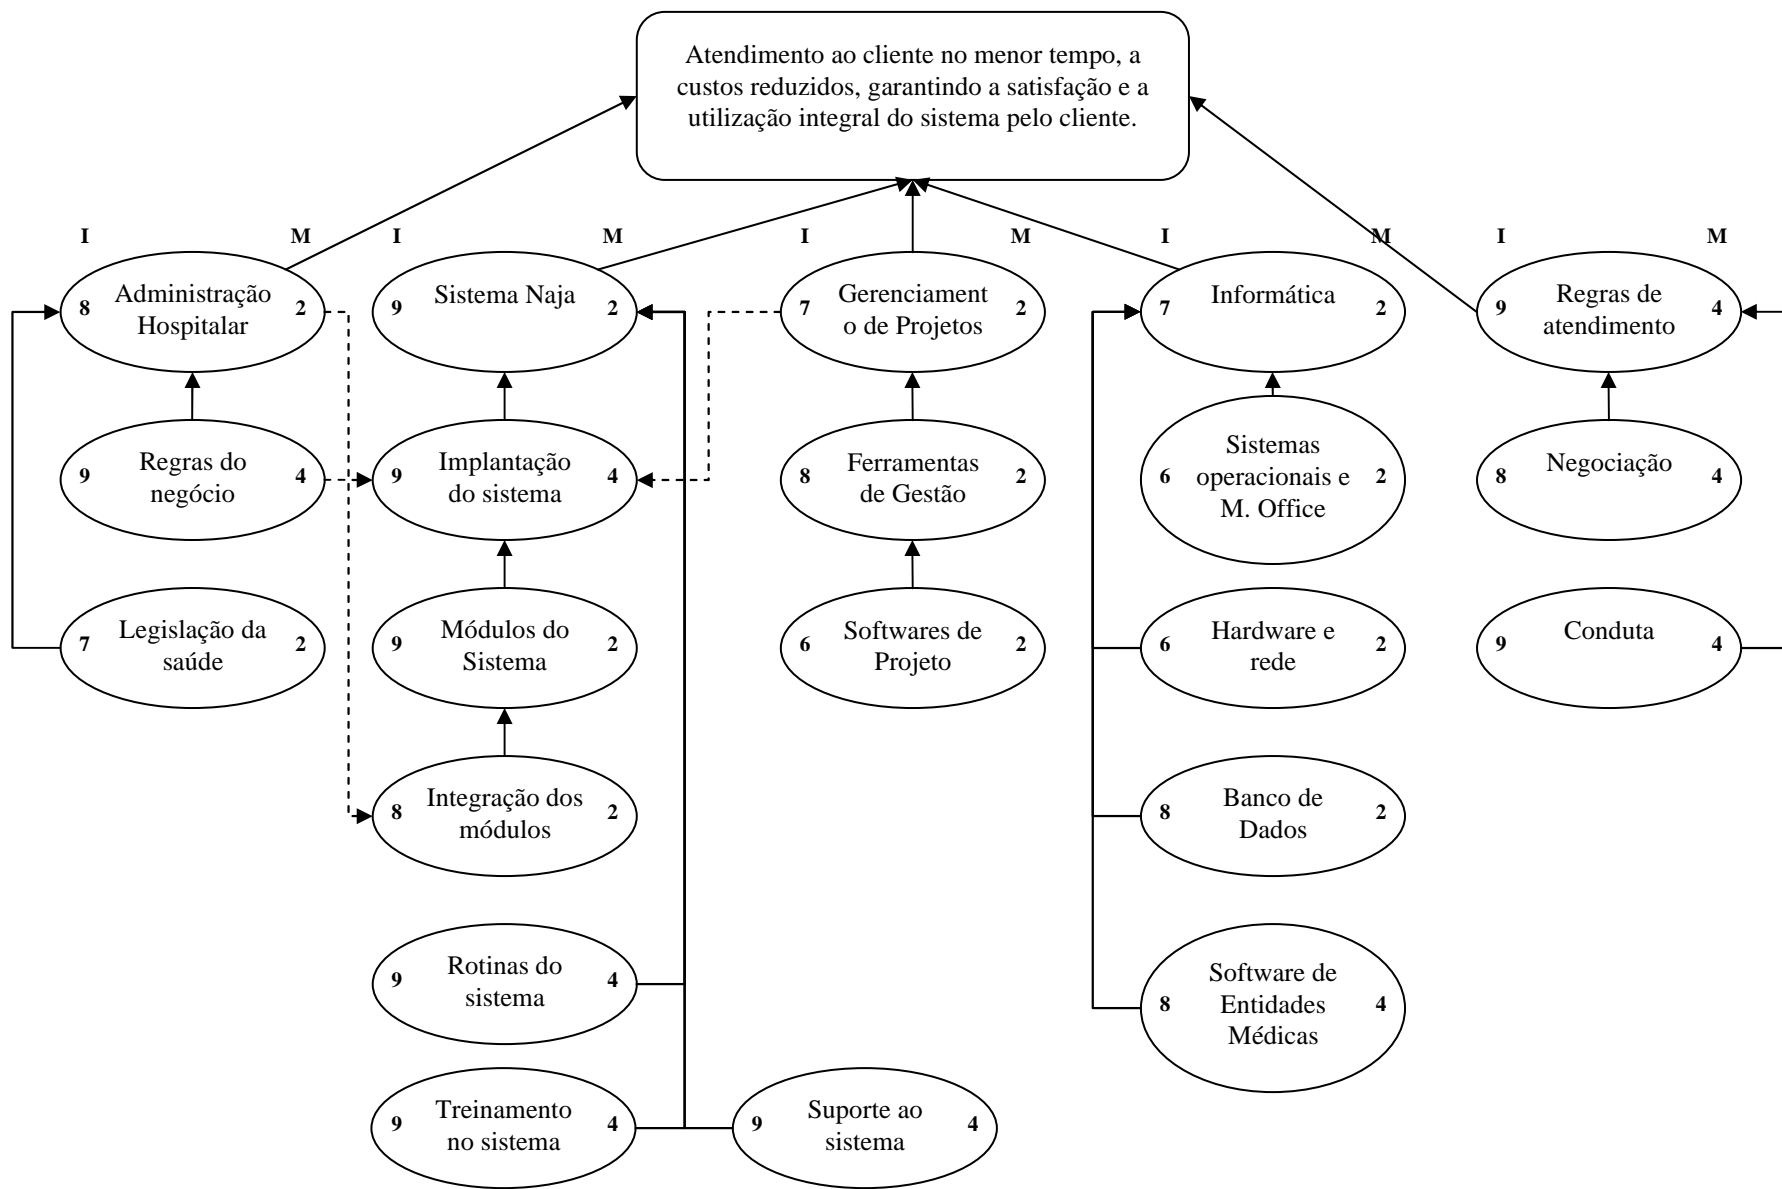 Atendimento ao cliente no menor tempo, a
custos reduzidos, garantindo a satisfação e a
utilização integral do sistema pelo cliente.
I M I M I M I M I M
8 Administração
Hospitalar 2
9 Sistema Naja 2
7 Gerenciament
o de Projetos 2
7 Informática 2
9 Regras de
atendimento 4
9 Regras do
negócio 4
9 Implantação
do sistema 4
8 Ferramentas
de Gestão 2
6 Sistemas
operacionais e
M. Office 2
8 Negociação 4
7 Legislação da
saúde 2
9 Módulos do
Sistema 2
6 Softwares de
Projeto 2
6 Hardware e
rede 2
9 Conduta 4
8 Integração dos
módulos 2
8 Banco de
Dados 2
9 Rotinas do
sistema 4
8 Software de
Entidades
Médicas 4
9 Treinamento
no sistema 4
9 Suporte ao
sistema 4